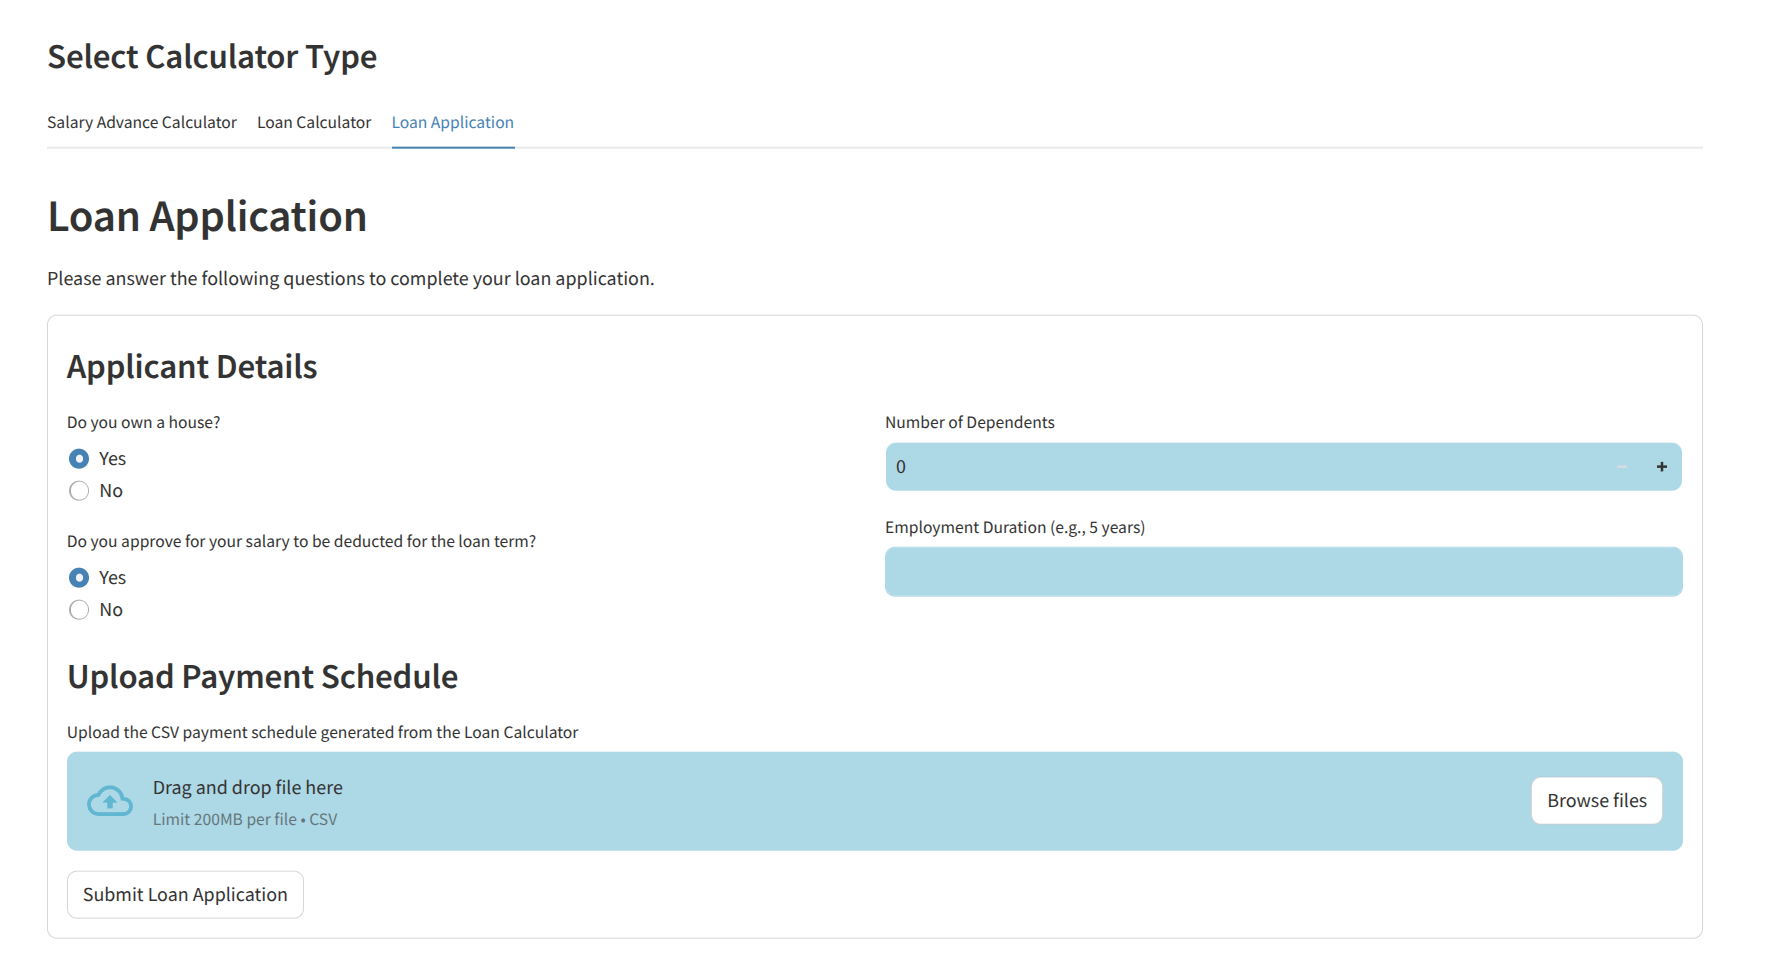 Select Calculator Type
Salary Advance Calculator Loan Calculator Loan Application
Loan Application
Please answer the following questions to complete your loan application.
Applicant Details
Do you own a house?
Yes
No
Do you approve for your salary to be deducted for the loan term?
Yes
No
Number of Dependents
0 − +
Employment Duration (e.g., 5 years)
Upload Payment Schedule
Upload the CSV payment schedule generated from the Loan Calculator
Drag and drop file here
Limit 200MB per file • CSV
Browse files
Submit Loan Application